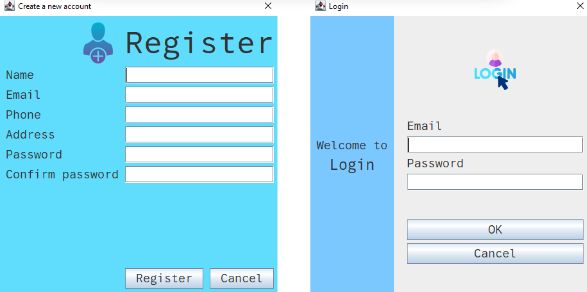 Create a new account
Register
Name
Email
Phone
Address
Password
Confirm password
Register Cancel
Login
LOGIN
Welcome to
Login
Email
Password
OK
Cancel